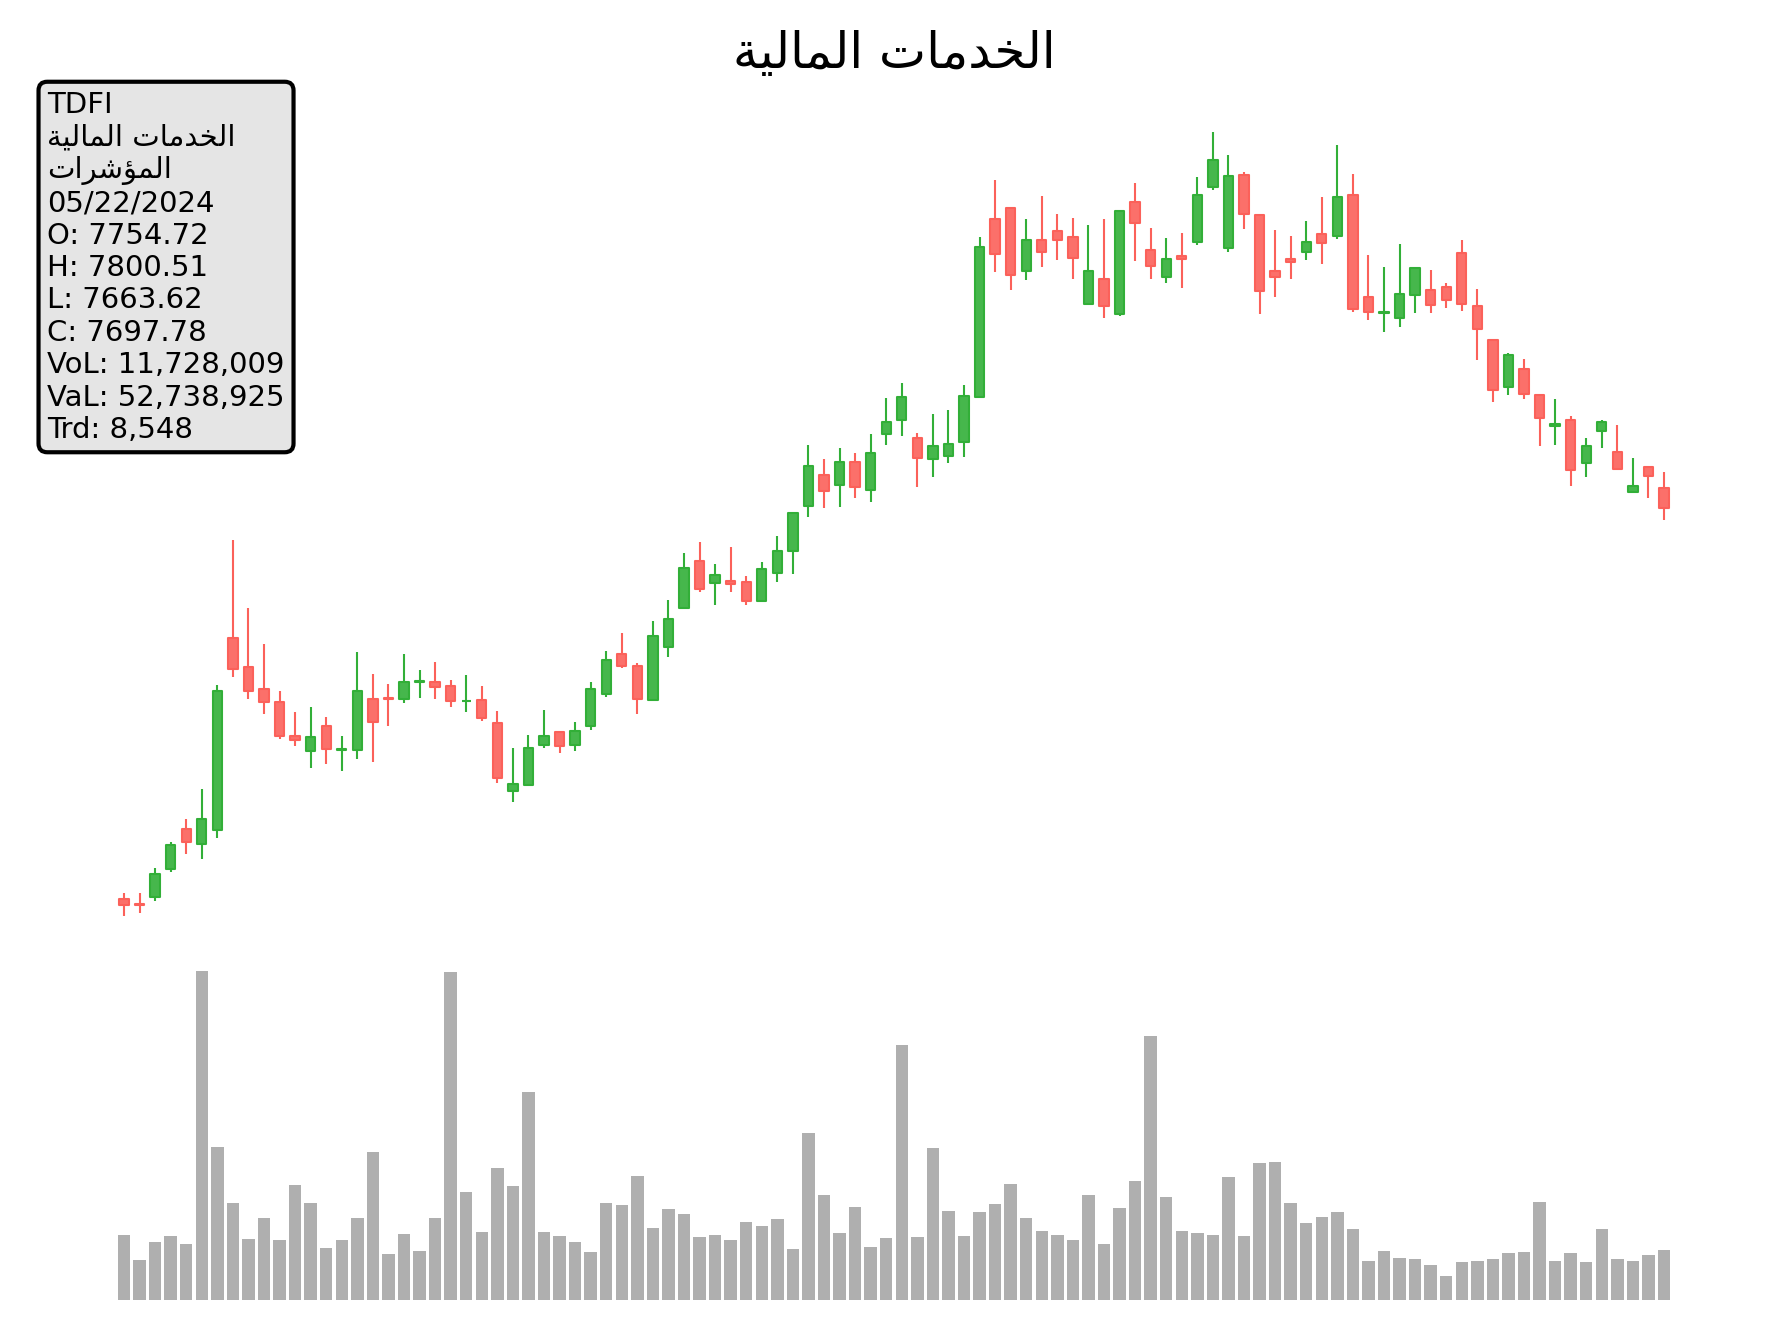 الخدمات المالية
TDFI
الخدمات المالية
المؤشرات
05/22/2024
O: 7754.72
H: 7800.51
L: 7663.62
C: 7697.78
VoL: 11,728,009
VaL: 52,738,925
Trd: 8,548